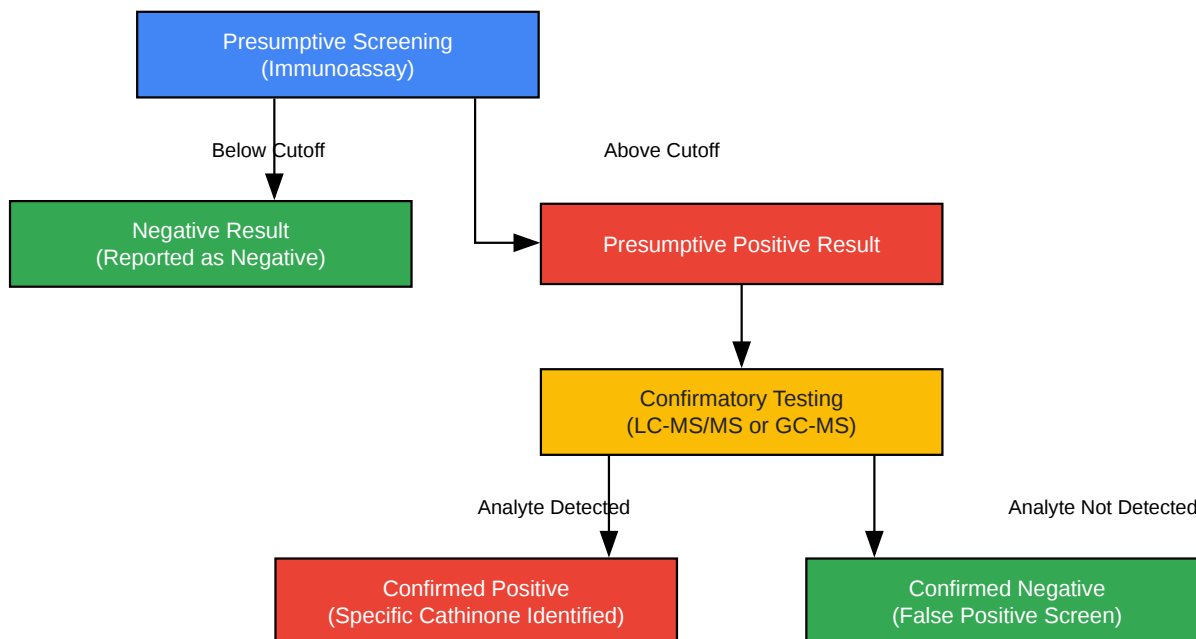 Presumptive Screening
(Immunoassay)
Below Cutoff
Above Cutoff
Negative Result
(Reported as Negative)
Presumptive Positive Result
Confirmatory Testing
(LC-MS/MS or GC-MS)
Analyte Detected
Analyte Not Detected
Confirmed Positive
(Specific Cathinone Identified)
Confirmed Negative
(False Positive Screen)